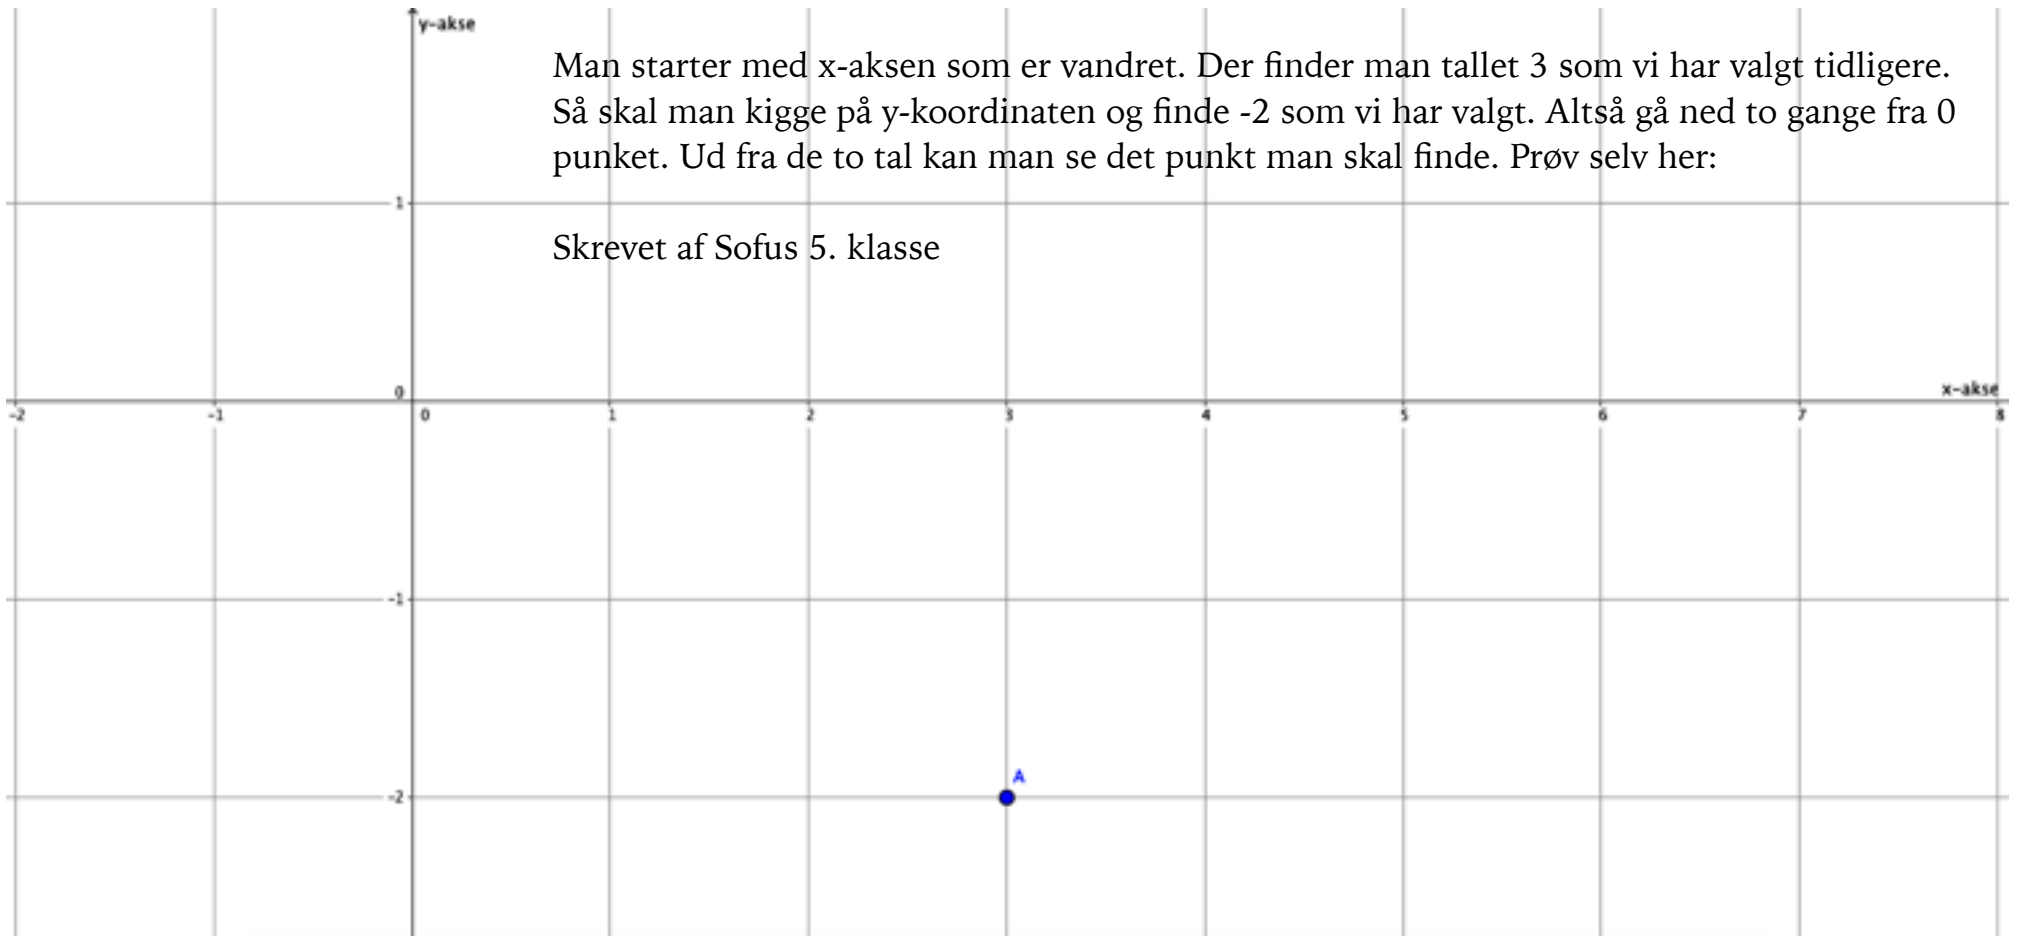 y-akse
Man starter med x-aksen som er vandret. Der finder man tallet 3 som vi har valgt tidligere.
Så skal man kigge på y-koordinaten og finde -2 som vi har valgt. Altså gå ned to gange fra 0
punket. Ud fra de to tal kan man se det punkt man skal finde. Prøv selv her:
1
Skrevet af Sofus 5. klasse
0
x-akse
-2 -1 0 1 2 3 4 5 6 7 8
-1
A
-2